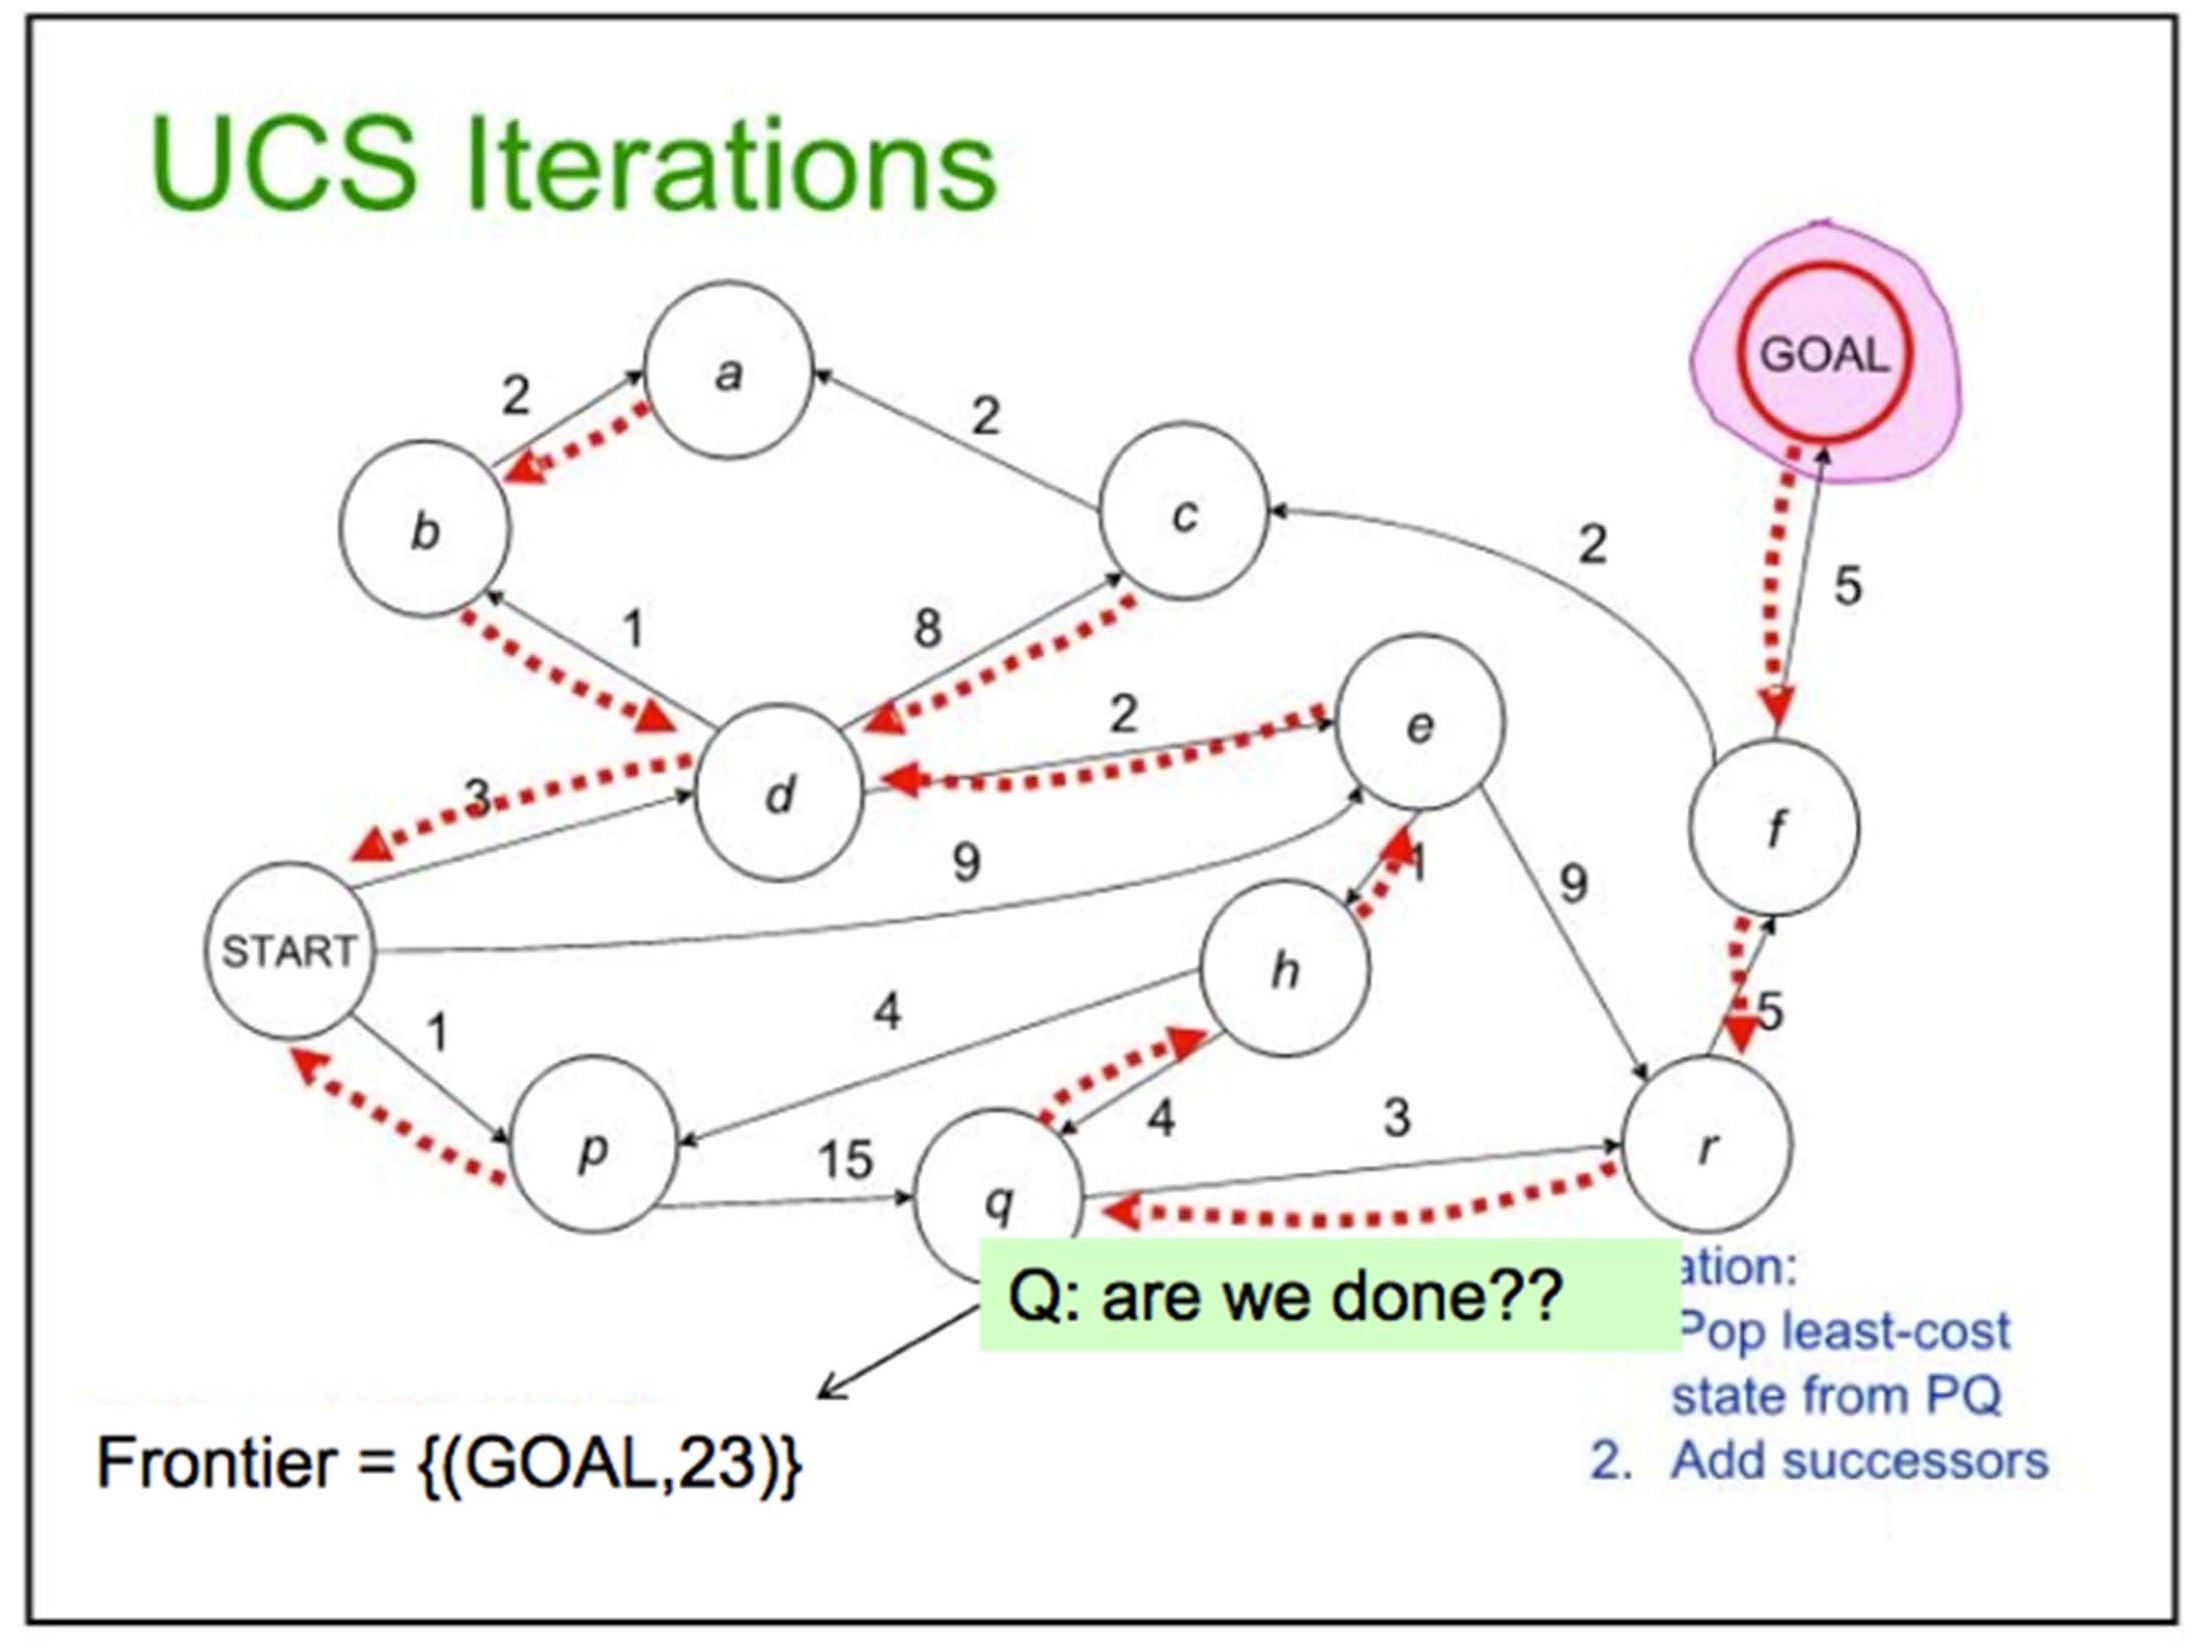 UCS Iterations
GOAL
2
a
2
c
b
2
5
1
8
2
e
3
d
f
9
1
9
START
h
4
5
1
4
3
p
15
r
q
ation:
Q: are we done??
Pop least-cost
state from PQ
Frontier = {(GOAL,23)}
2. Add successors